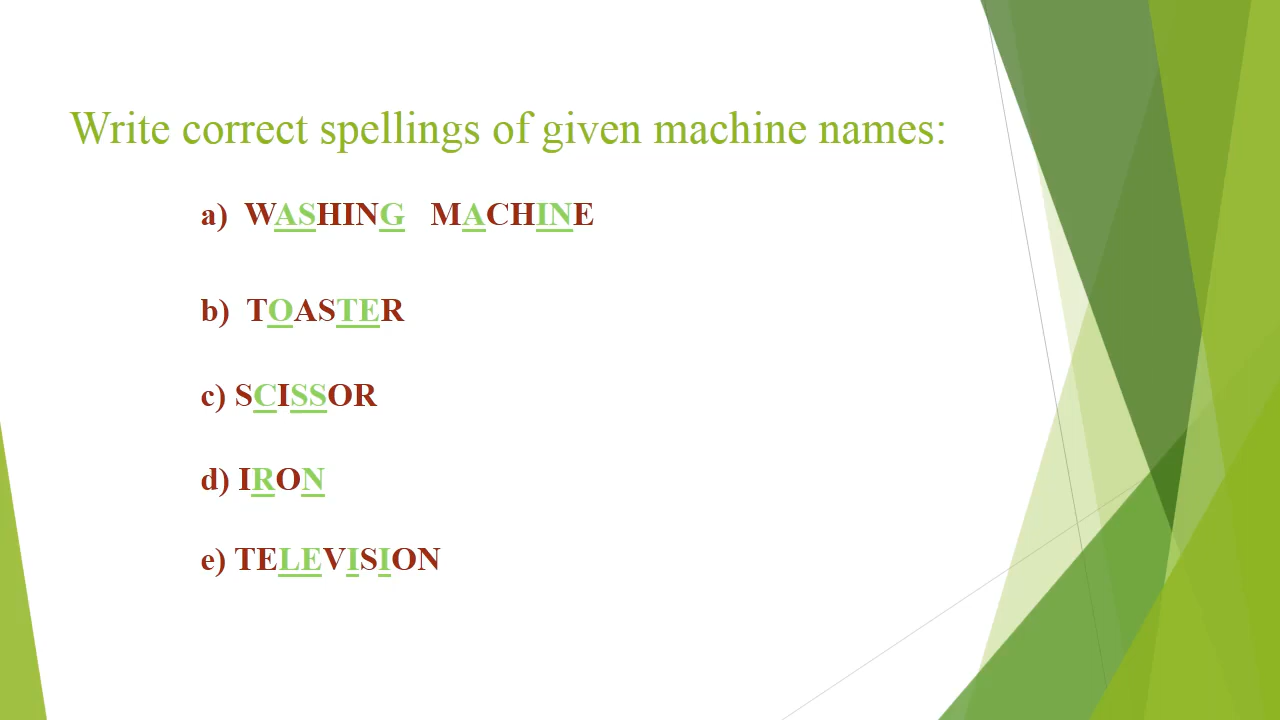 Write correct spellings of given machine names:
a) WASHING MACHINE
b) TOASTER
c) SCISSOR
d) IRON
e) TELEVISION